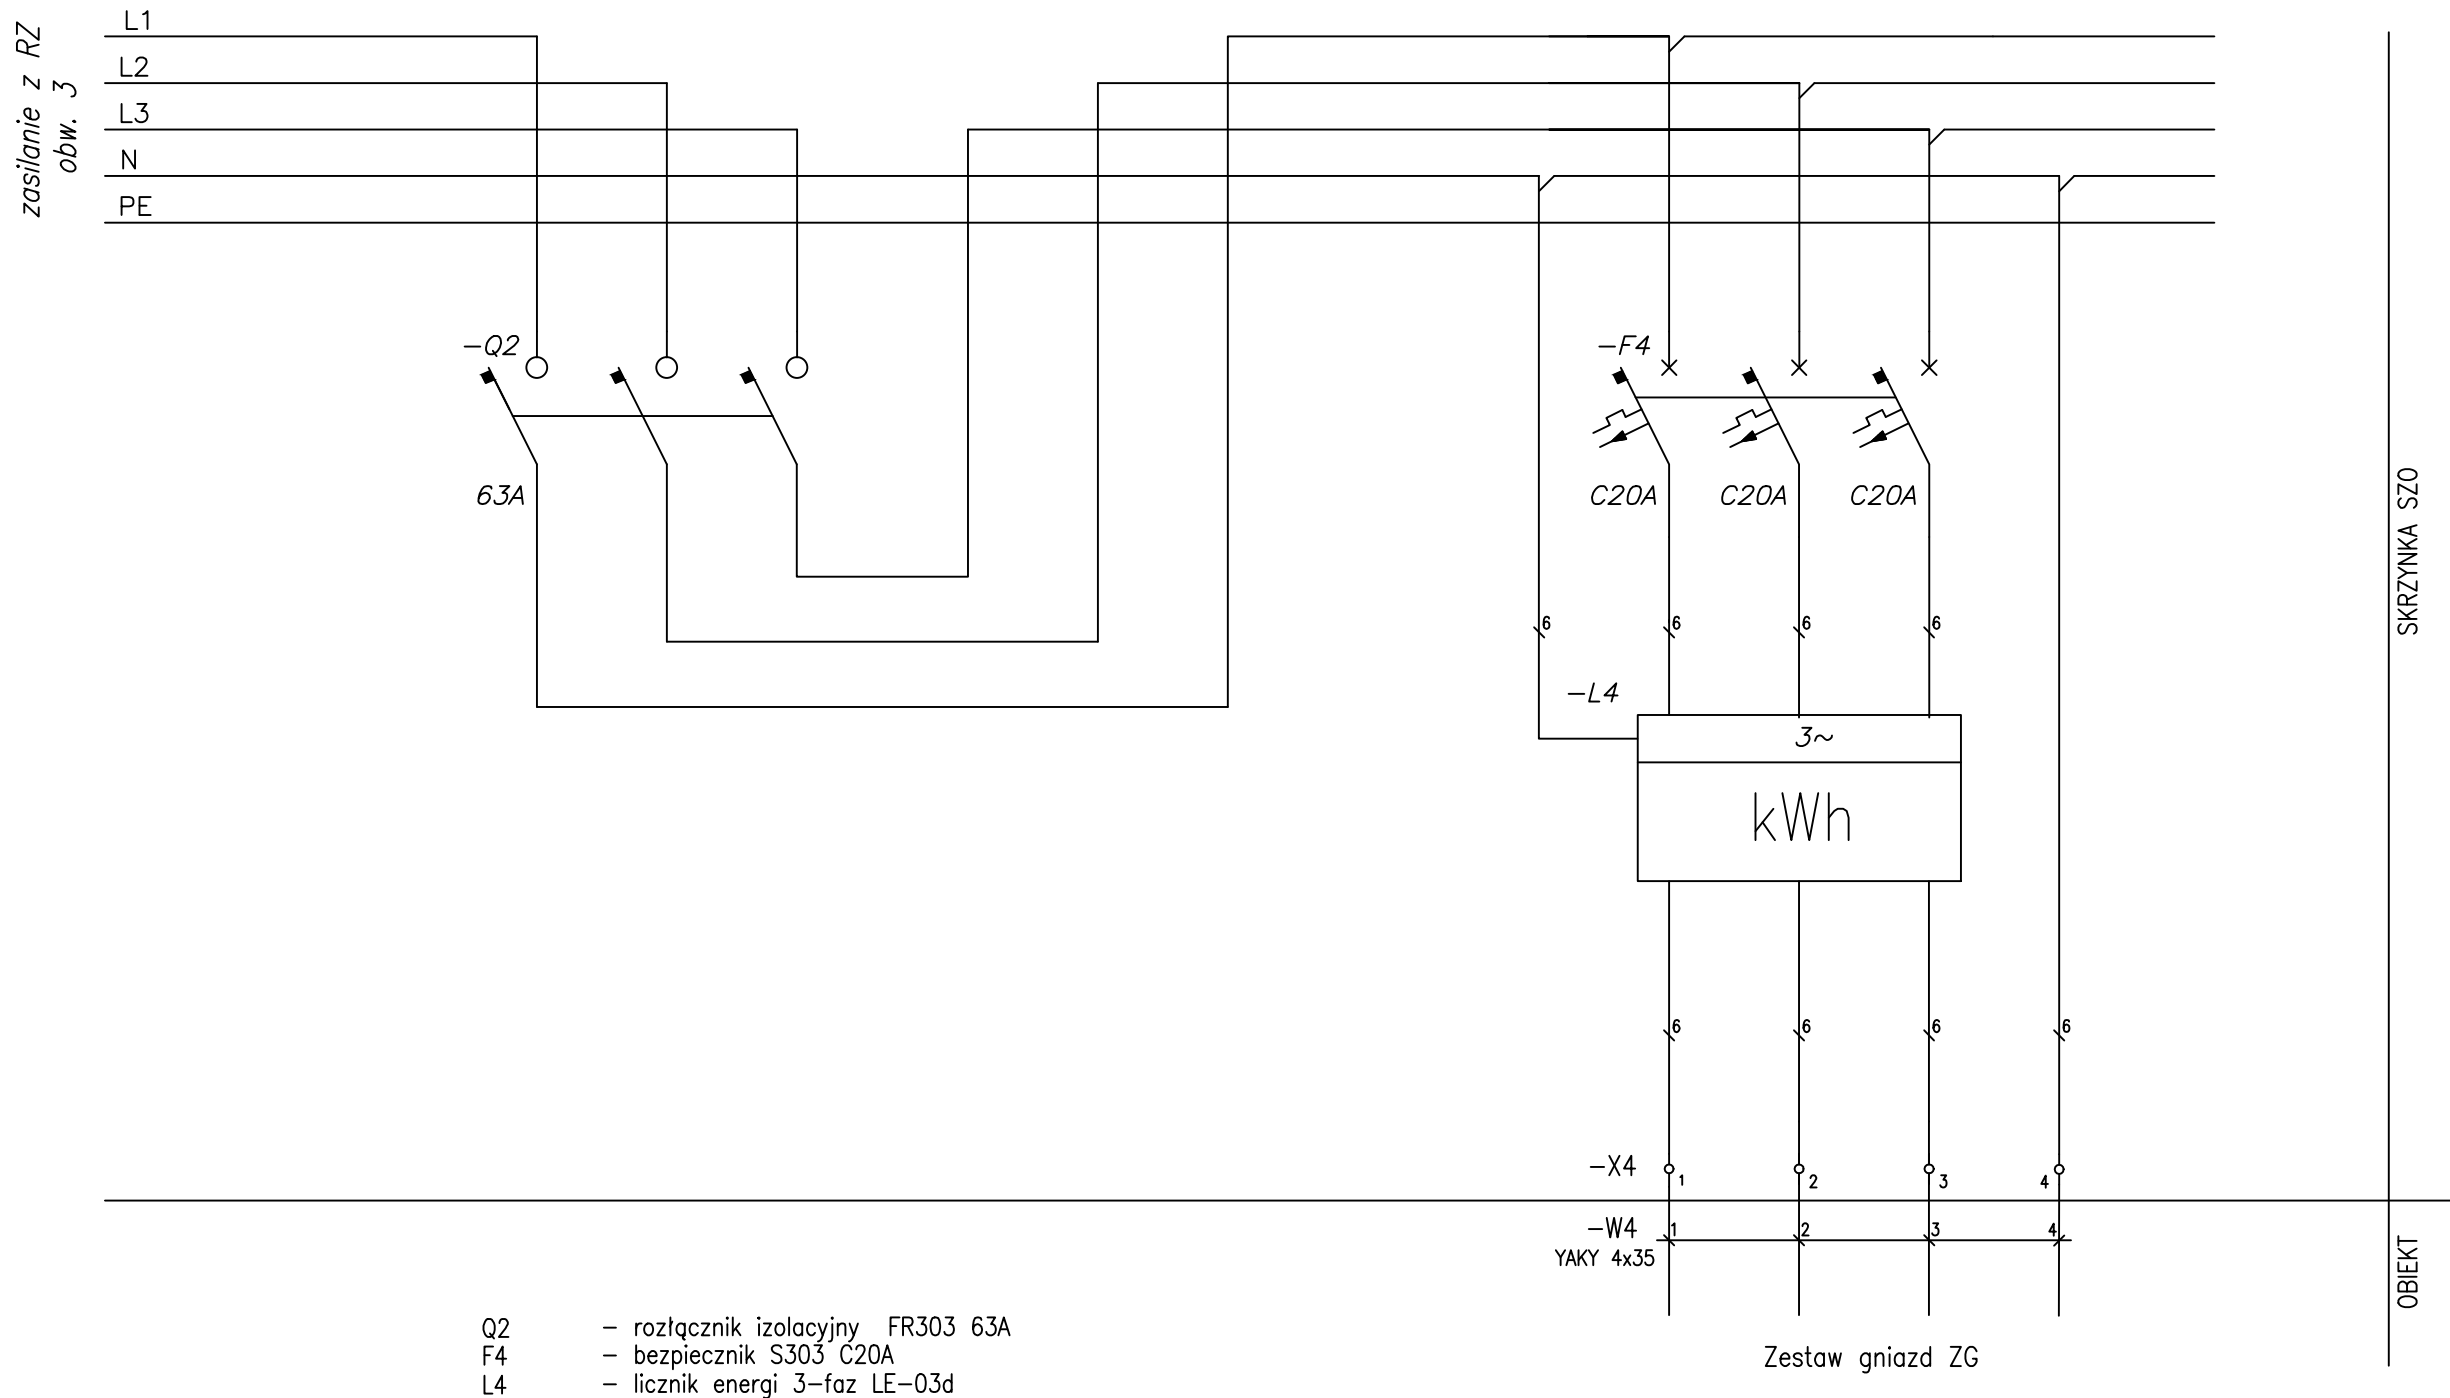 zasilanie z RZ
obw. 3
L1
L2
L3
N
PE
-Q2
63A
-F4
C20A C20A C20A
6 6 6 6
-L4
3~
kWh
6 6 6 6
-X4
1 2 3 4
-W4
1 2 3 4
YAKY 4x35
Zestaw gniazd ZG
SKRZYNKA SZO
OBIEKT
Q2 - rozłącznik izolacyjny FR303 63A
F4 - bezpiecznik S303 C20A
L4 - licznik energi 3-faz LE-03d